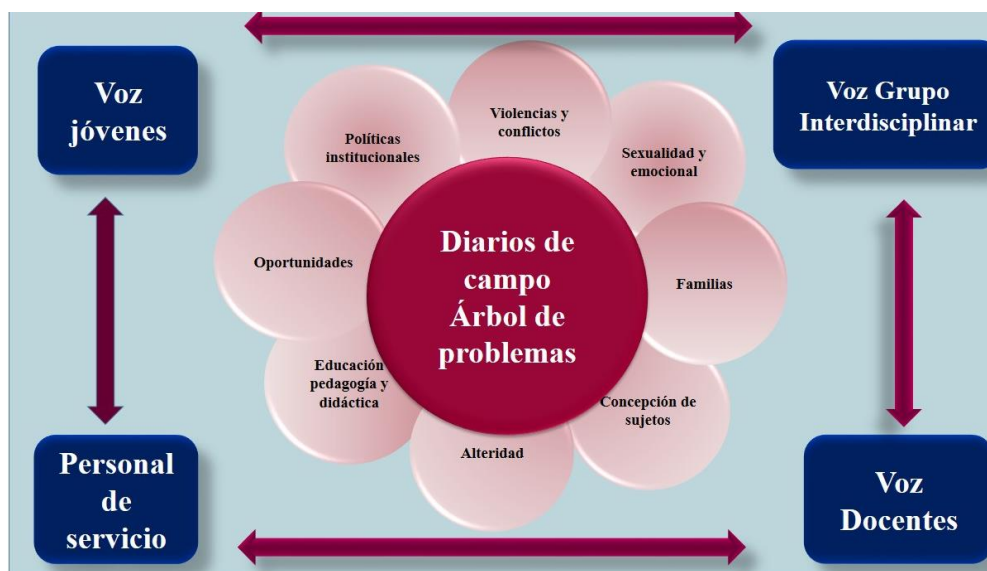 Voz
jóvenes
Voz Grupo
Interdisciplinar
Violencias y
conflictos
Políticas
institucionales
Sexualidad y
emocional
Oportunidades
Diarios de
campo
Árbol de
problemas
Familias
Educación
pedagogía y
didáctica
Concepción de
sujetos
Alteridad
Personal
de
servicio
Voz
Docentes